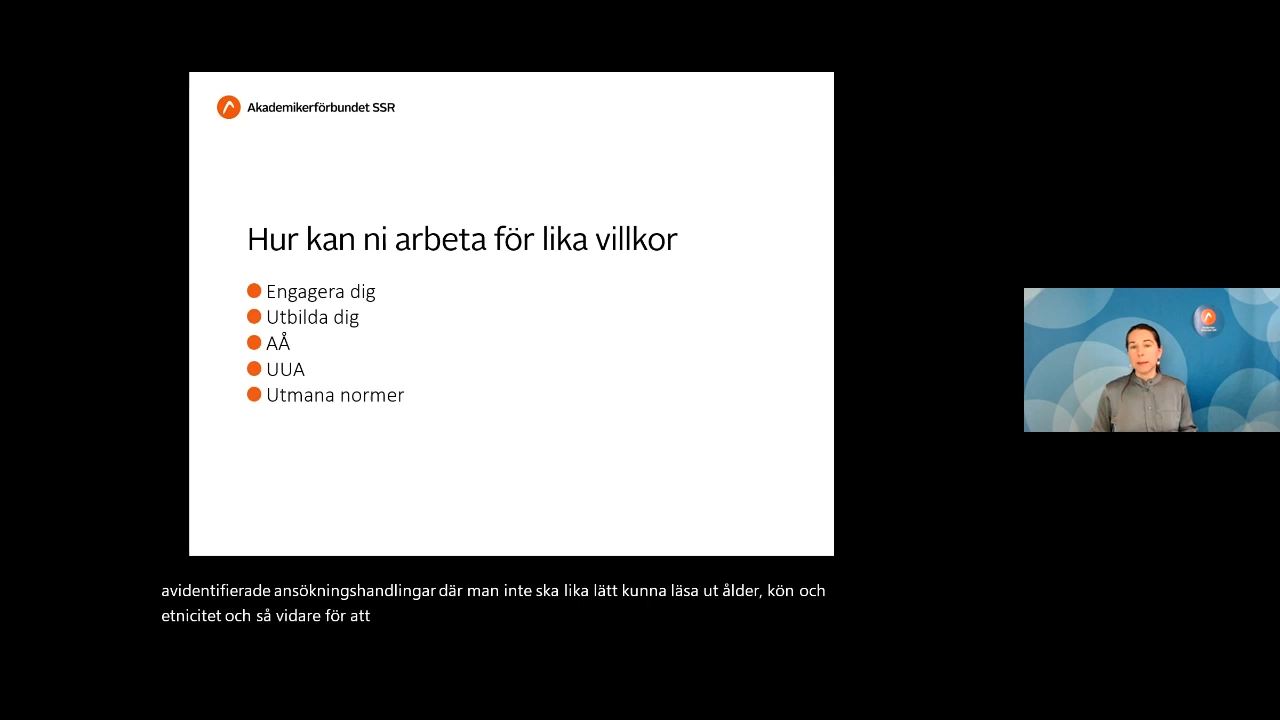 Akademikerförbundet SSR
Hur kan ni arbeta för lika villkor
Engagera dig
Utbilda dig
AÅ
UUA
Utmana normer
avidentifierade ansökningshandlingar där man inte ska lika lätt kunna läsa ut ålder, kön och
etnicitet och så vidare för att